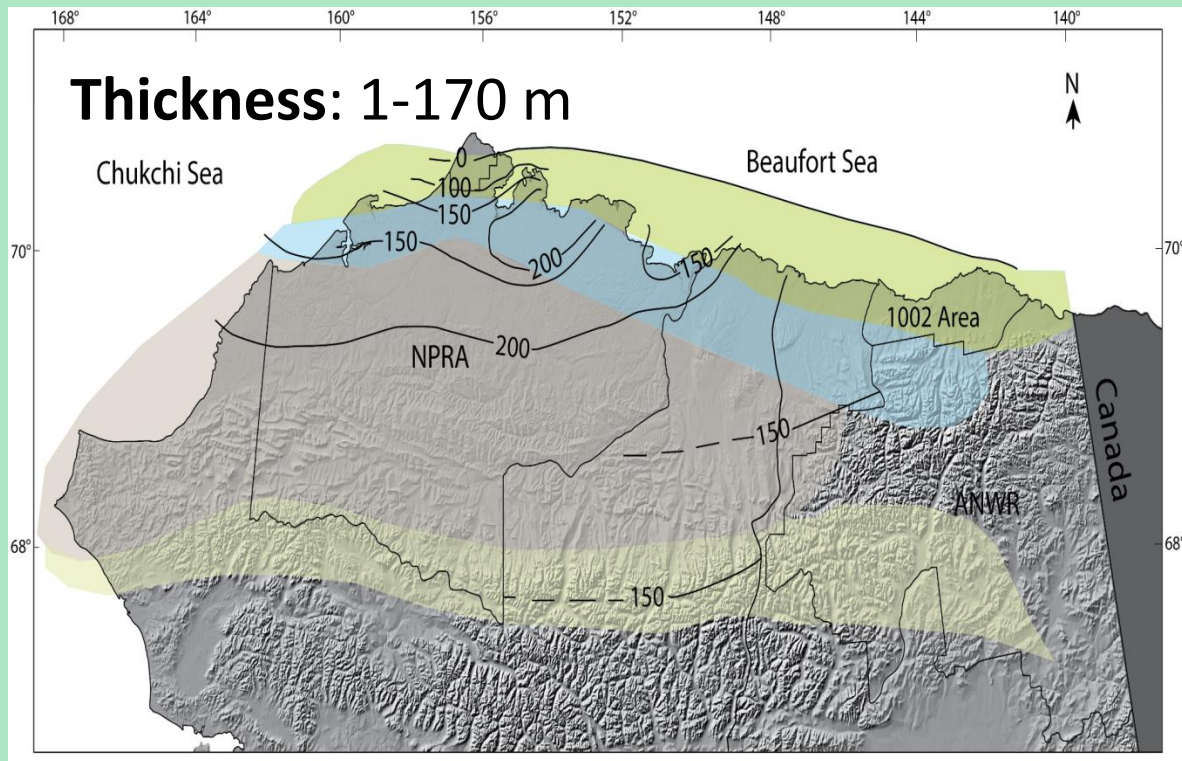 168° 164° 160° 156° 152° 148° 144° 140°
Thickness: 1-170 m
N
Chukchi Sea
Beaufort Sea
0
100
150
150
200
150
70°
70°
1002 Area
200
NPRA
150
Canada
ANWR
68°
68°
150